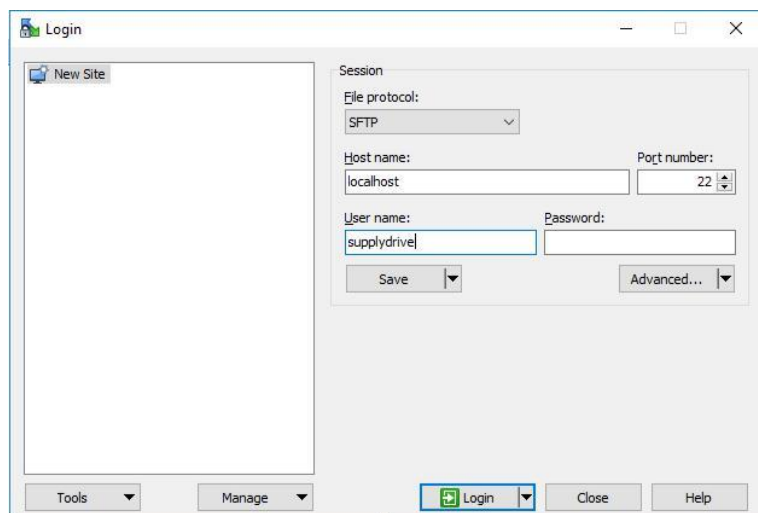 Login
New Site
Session
File protocol:
SFTP
Host name: Port number:
localhost 22
User name: Password:
supplydrive
Save Advanced...
Tools Manage Login Close Help